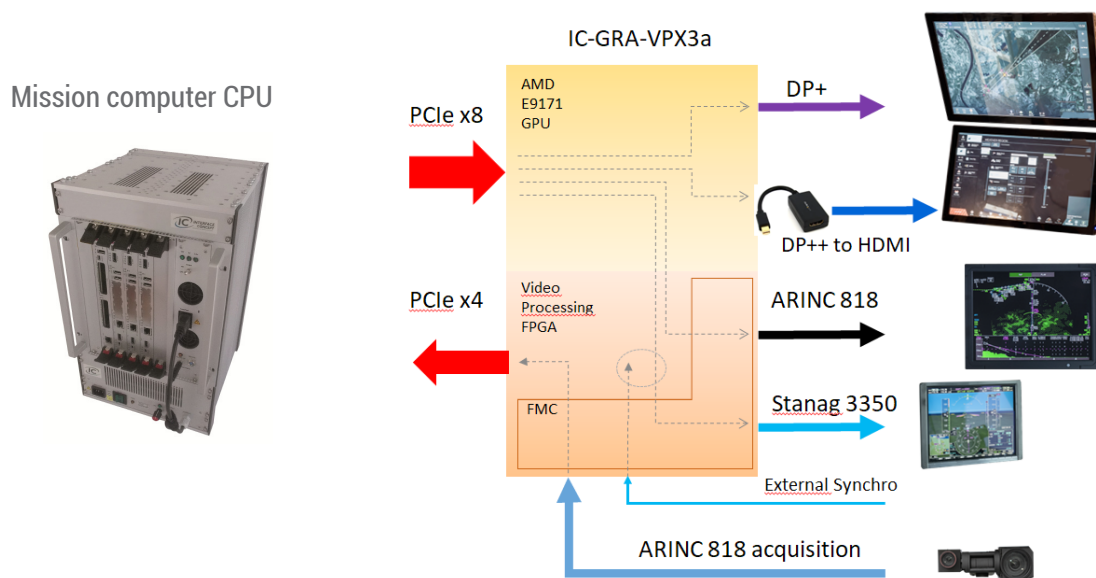 IC-GRA-VPX3a
Mission computer CPU
PCIe x8
AMD
E9171
GPU
DP+
DP++ to HDMI
PCIe x4
Video
Processing
FPGA
ARINC 818
FMC
Stanag 3350
External Synchro
ARINC 818 acquisition